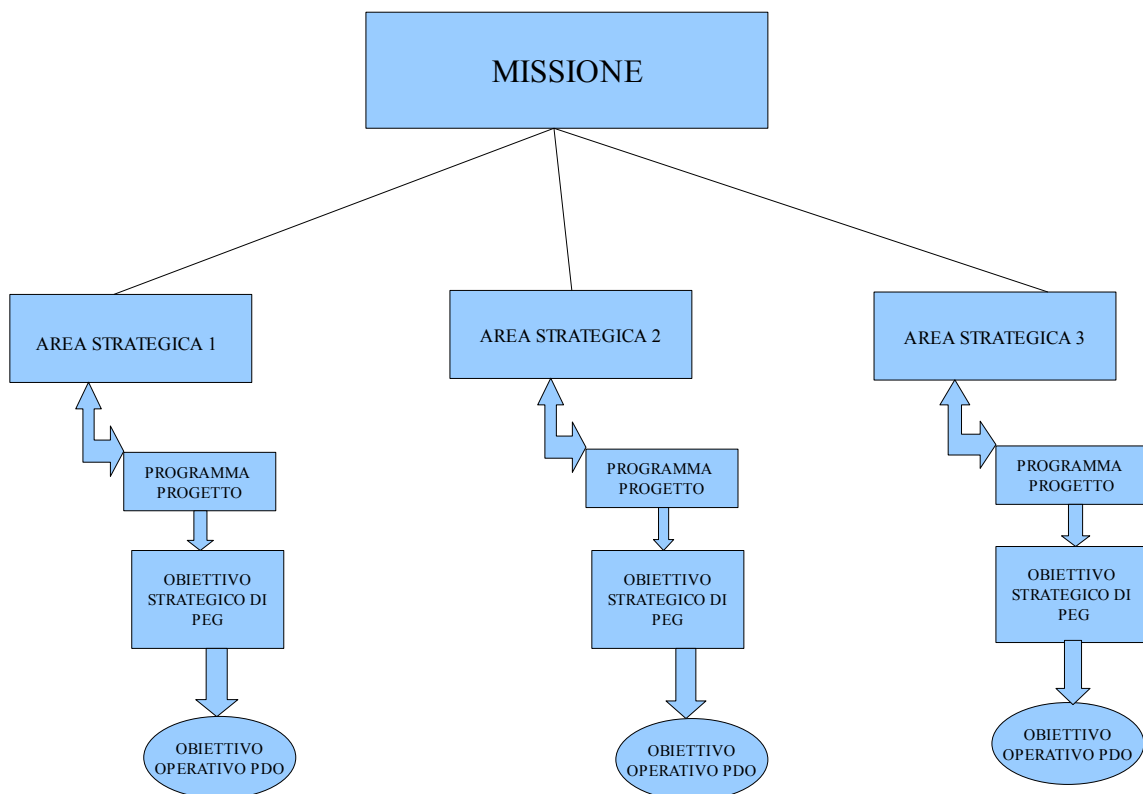 MISSIONE
AREA STRATEGICA 1
AREA STRATEGICA 2
AREA STRATEGICA 3
PROGRAMMA
PROGETTO
PROGRAMMA
PROGETTO
PROGRAMMA
PROGETTO
OBIETTIVO
STRATEGICO DI
PEG
OBIETTIVO
STRATEGICO DI
PEG
OBIETTIVO
STRATEGICO DI
PEG
OBIETTIVO
OPERATIVO PDO
OBIETTIVO
OPERATIVO PDO
OBIETTIVO
OPERATIVO PDO